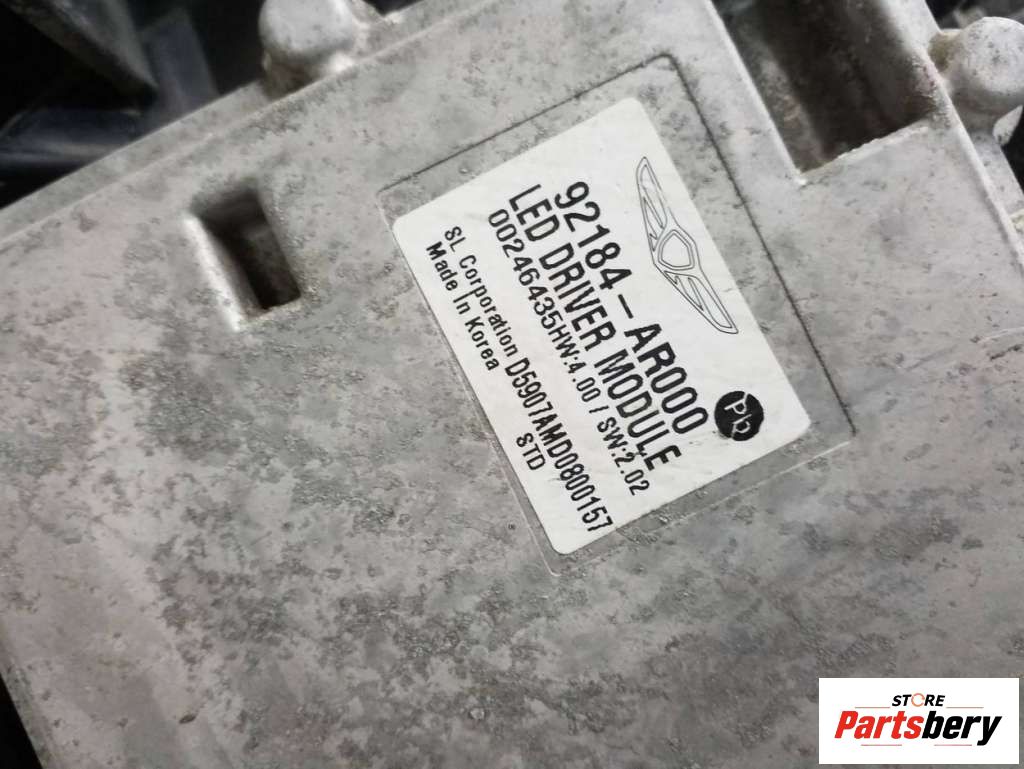 92184-AR000
LED DRIVER MODULE
00246435HW:4.00 / SW:2.02
SL Corporation D5907AMD0800157
Made In Korea STD
Pb
STORE
Partsbery